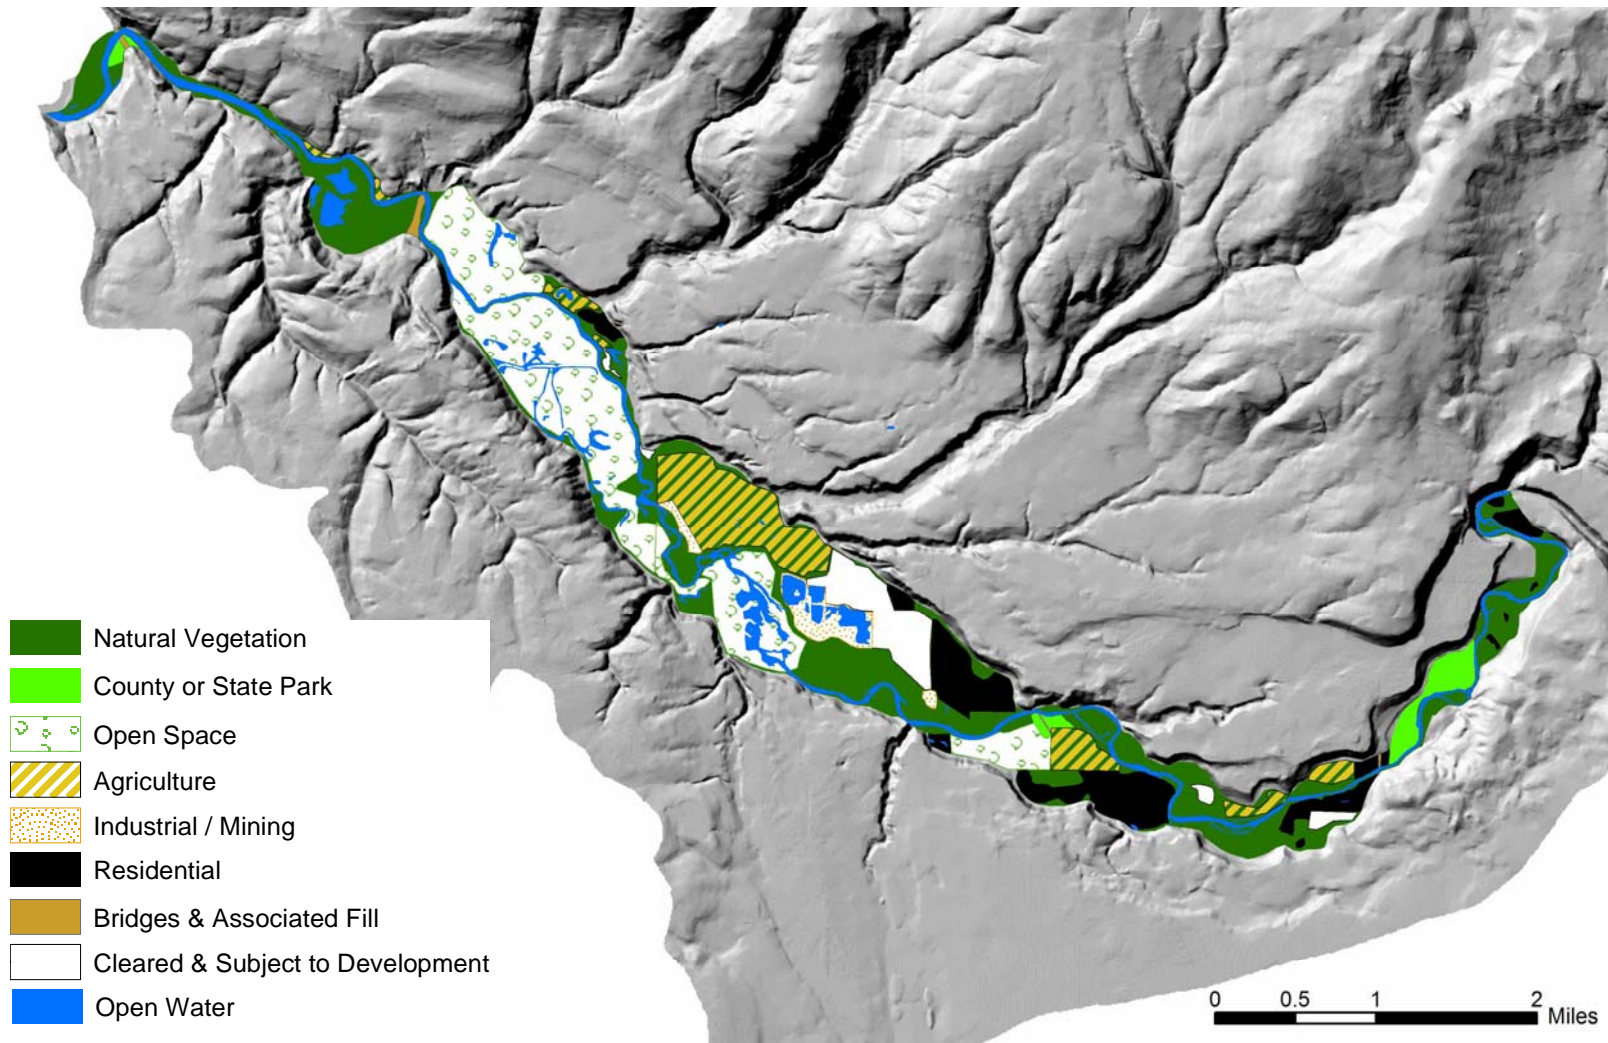 Natural Vegetation
County or State Park
Open Space
Agriculture
Industrial / Mining
Residential
Bridges & Associated Fill
Cleared & Subject to Development
Open Water
0 0.5 1 2
Miles